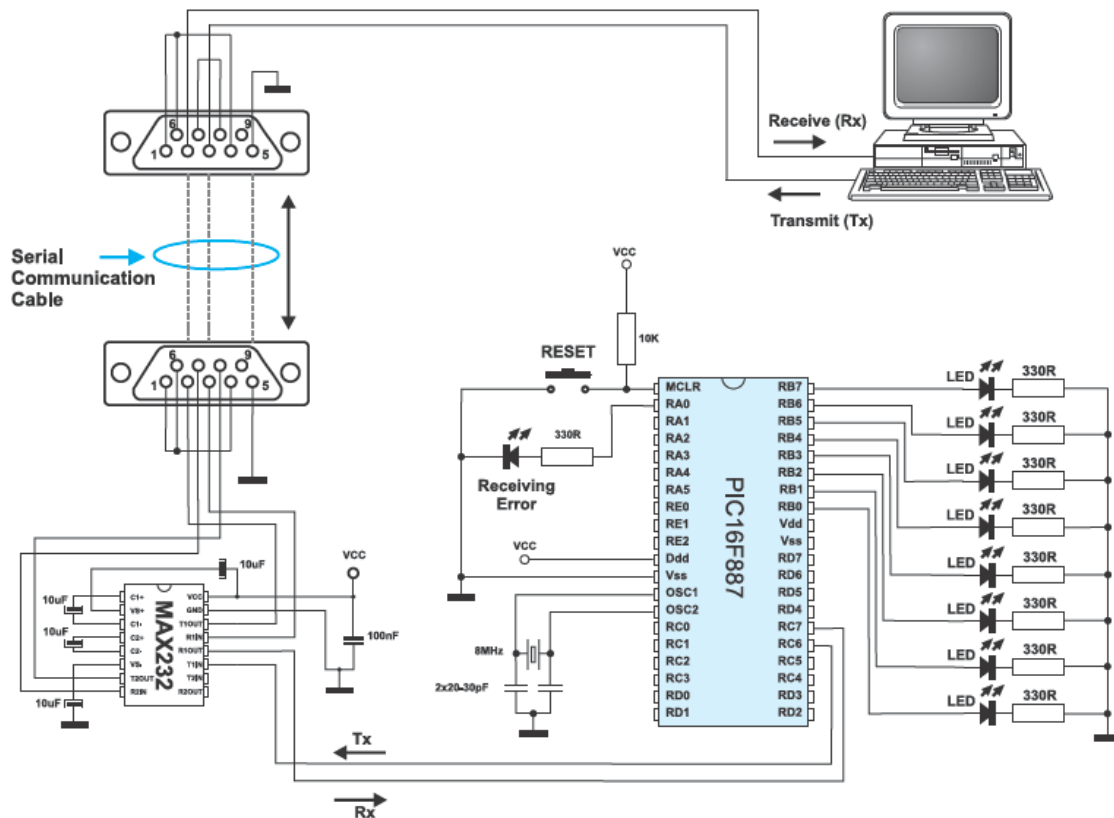 6 9
1 5
Receive (Rx)
Transmit (Tx)
Serial
Communication
Cable
6 9
1 5
VCC
10K
RESET
330R
Receiving
Error
VCC
8MHz
2x20-30pF
PIC16F887
MCLR
RA0
RA1
RA2
RA3
RA4
RA5
RE0
RE1
RE2
Ddd
Vss
OSC1
OSC2
RC0
RC1
RC2
RC3
RD0
RD1
RB7
RB6
RB5
RB4
RB3
RB2
RB1
RB0
Vdd
Vss
RD7
RD6
RD5
RD4
RC7
RC6
RC5
RC4
RD3
RD2
LED 330R
LED 330R
LED 330R
LED 330R
LED 330R
LED 330R
LED 330R
LED 330R
10uF
VCC
10uF
10uF
10uF
100nF
MAX232
C1+
VS+
C1-
C2+
C2-
VS-
T2OUT
R2IN
VCC
GND
T1OUT
R1IN
R1OUT
T1IN
T2IN
R2OUT
Tx
Rx